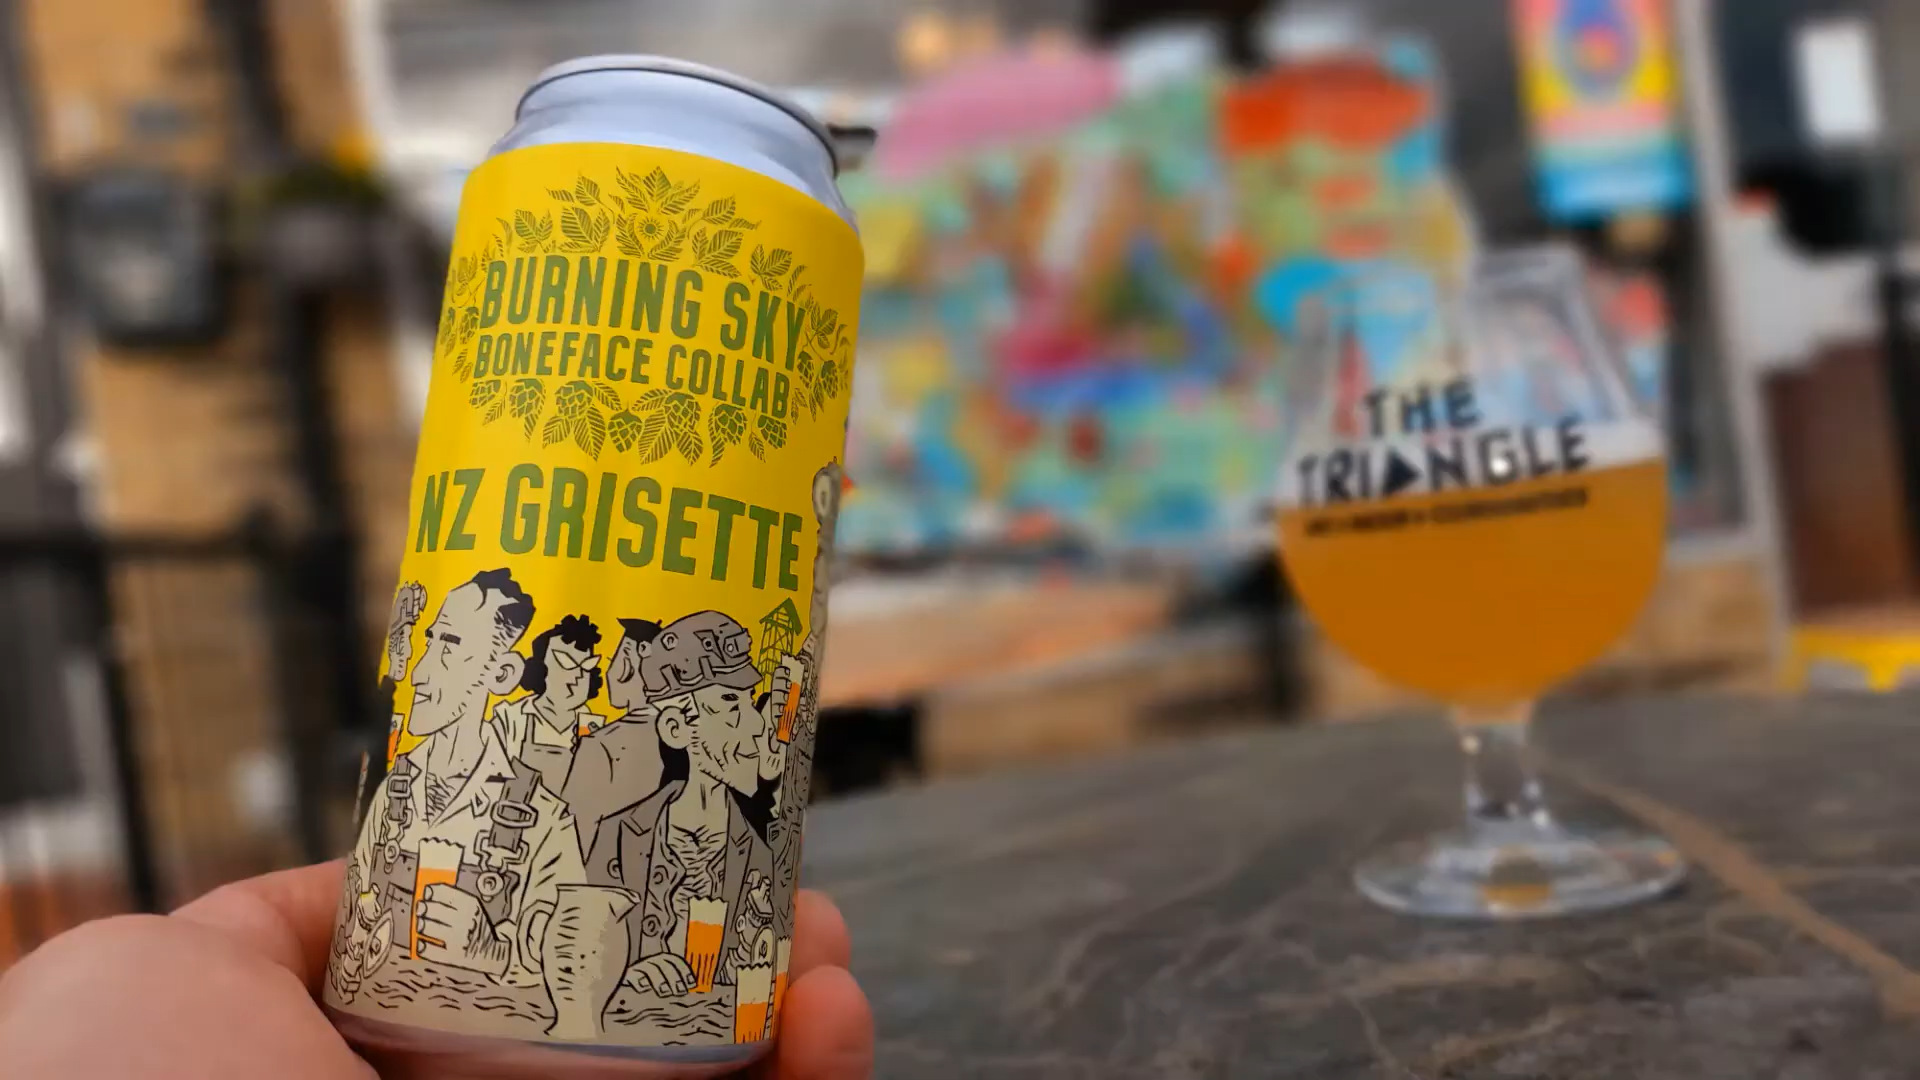 BURNING SKY
BONEFACE COLLAB
NZ GRISETTE
THE
TRIANGLE